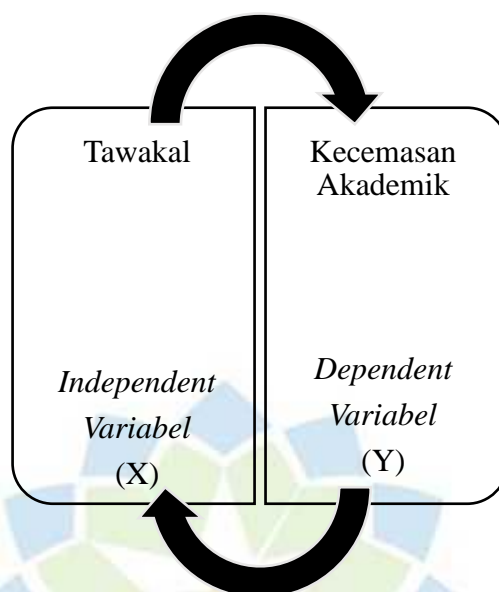 Tawakal
Independent
Variabel
(X)
Kecemasan
Akademik
Dependent
Variabel
(Y)